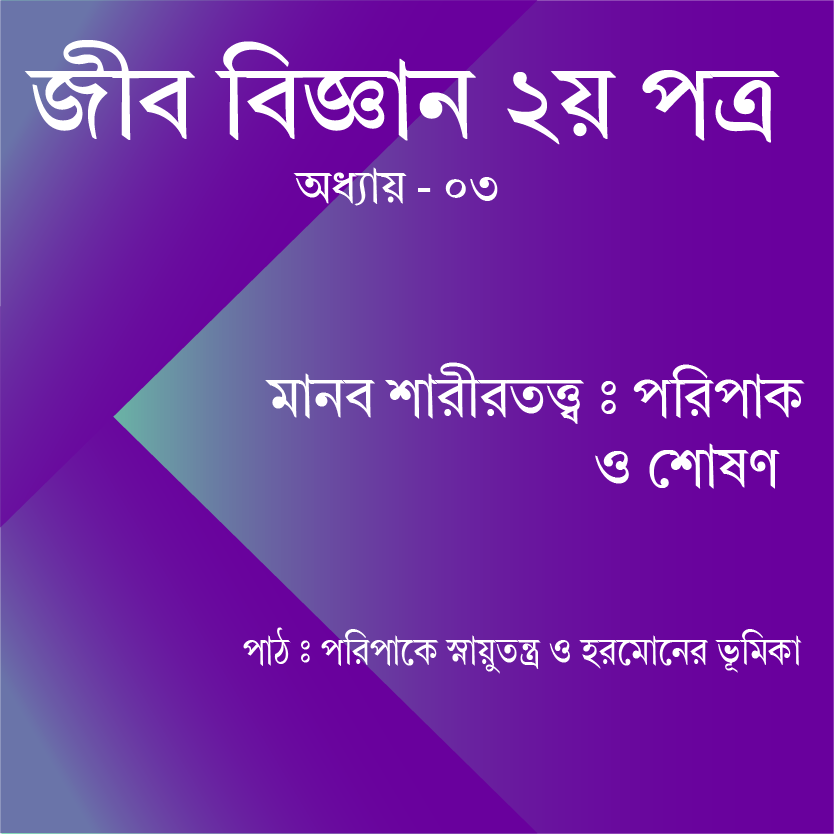 জীব বিজ্ঞান ২য় পত্র
অধ্যায় - ০৩
মানব শারীরতত্ত্ব ঃ পরিপাক
ও শোষণ
পাঠ ঃ পরিপাকে স্নায়ুতন্ত্র ও হরমোনের ভূমিকা